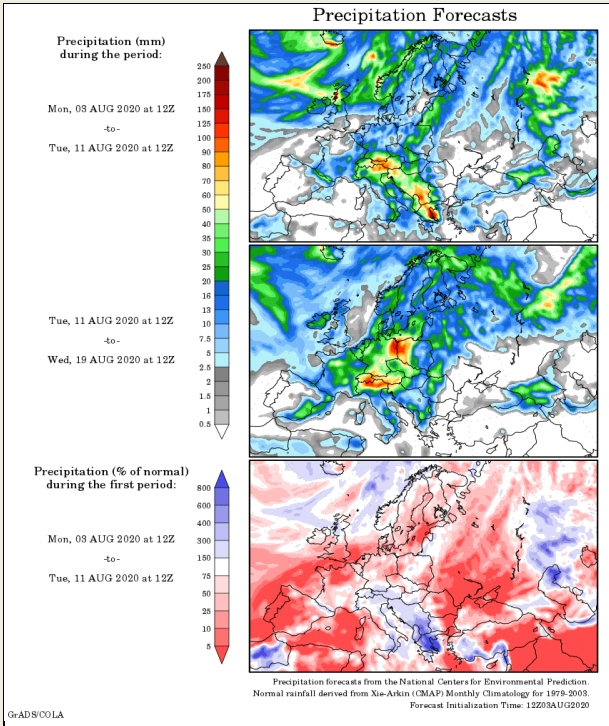 Precipitation Forecasts
Precipitation (mm)
during the period:
Mon, 03 AUG 2020 at 12Z
-to-
Tue, 11 AUG 2020 at 12Z
250
200
175
150
125
100
90
80
70
60
50
40
35
30
25
20
16
13
10
7.5
5
2.5
2
1.5
1
0.5
Tue, 11 AUG 2020 at 12Z
-to-
Wed, 19 AUG 2020 at 12Z
Precipitation (% of normal)
during the first period:
Mon, 03 AUG 2020 at 12Z
-to-
Tue, 11 AUG 2020 at 12Z
800
600
400
300
150
75
50
25
10
5
Precipitation forecasts from the National Centers for Environmental Prediction.
Normal rainfall derived from Xie-Arkin (CMAP) Monthly Climatology for 1979-2003.
Forecast Initialization Time: 12Z03AUG2020
GrADS/COLA